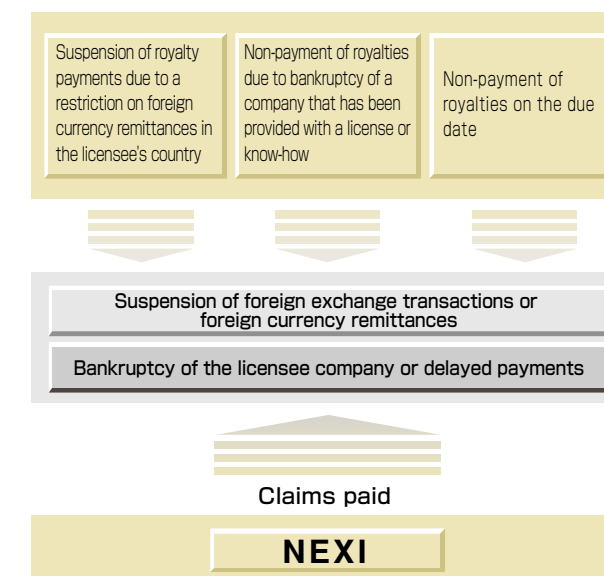 Suspension of royalty
payments due to a
restriction on foreign
currency remittances in
the licensee's country
Non-payment of royalties
due to bankruptcy of a
company that has been
provided with a license or
know-how
Non-payment of
royalties on the due
date
Suspension of foreign exchange transactions or
foreign currency remittances
Bankruptcy of the licensee company or delayed payments
Claims paid
NEXI